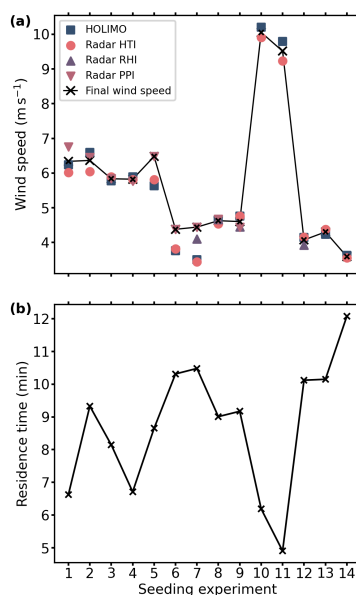 (a)
HOLIMO
Radar HTI
Radar RHI
Radar PPI
Final wind speed
Wind speed (m s⁻¹)
10
9
8
7
6
5
4
(b)
Residence time (min)
12
11
10
9
8
7
6
5
1 2 3 4 5 6 7 8 9 10 11 12 13 14
Seeding experiment